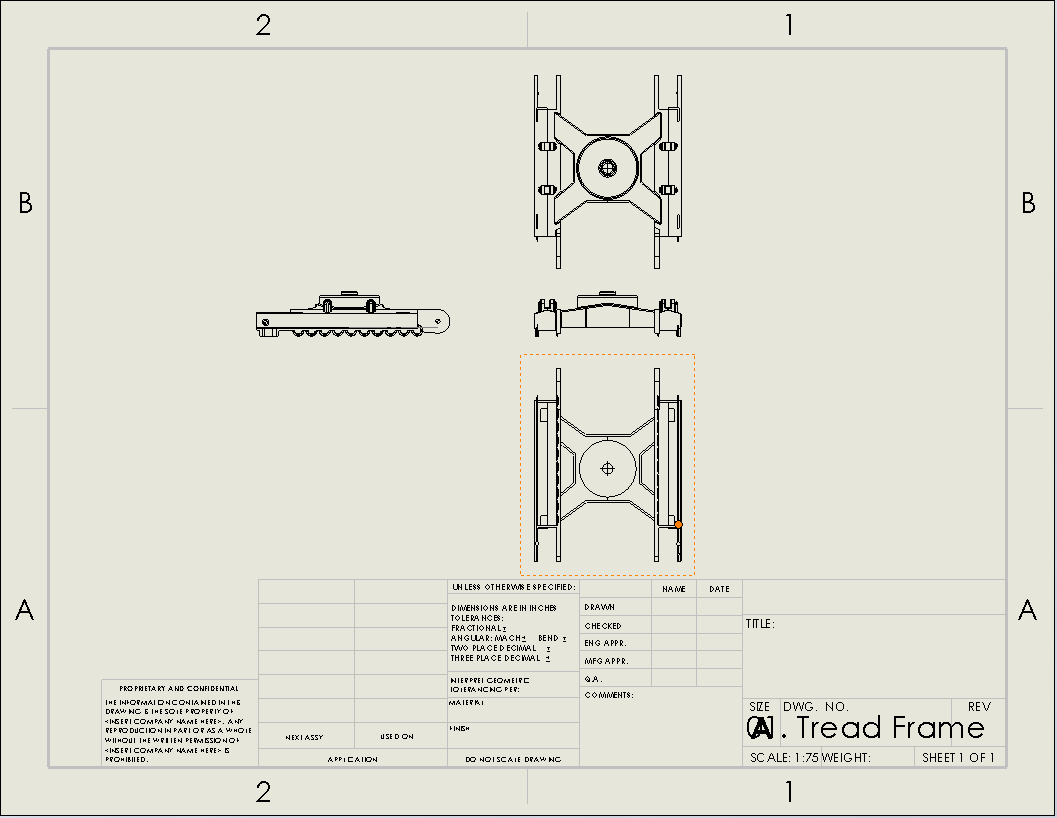 2 1
B B
A A
UNLESS OTHERWISE SPECIFIED:
DIMENSIONS ARE IN INCHES
TOLERANCES:
FRACTIONAL±
ANGULAR: MACH± BEND ±
TWO PLACE DECIMAL ±
THREE PLACE DECIMAL ±
INTERPRET GEOMETRIC
TOLERANCING PER:
MATERIAL
FINISH
DO NOT SCALE DRAWING
NAME DATE
DRAWN
CHECKED
ENG APPR.
MFG APPR.
Q.A.
COMMENTS:
TITLE:
SIZE DWG. NO. REV
A 01. Tread Frame
SCALE: 1:75 WEIGHT: SHEET 1 OF 1
PROPRIETARY AND CONFIDENTIAL
THE INFORMATION CONTAINED IN THIS
DRAWING IS THE SOLE PROPERTY OF
<INSERT COMPANY NAME HERE>. ANY
REPRODUCTION IN PART OR AS A WHOLE
WITHOUT THE WRITTEN PERMISSION OF
<INSERT COMPANY NAME HERE> IS
PROHIBITED.
NEXT ASSY USED ON
APPLICATION
2 1